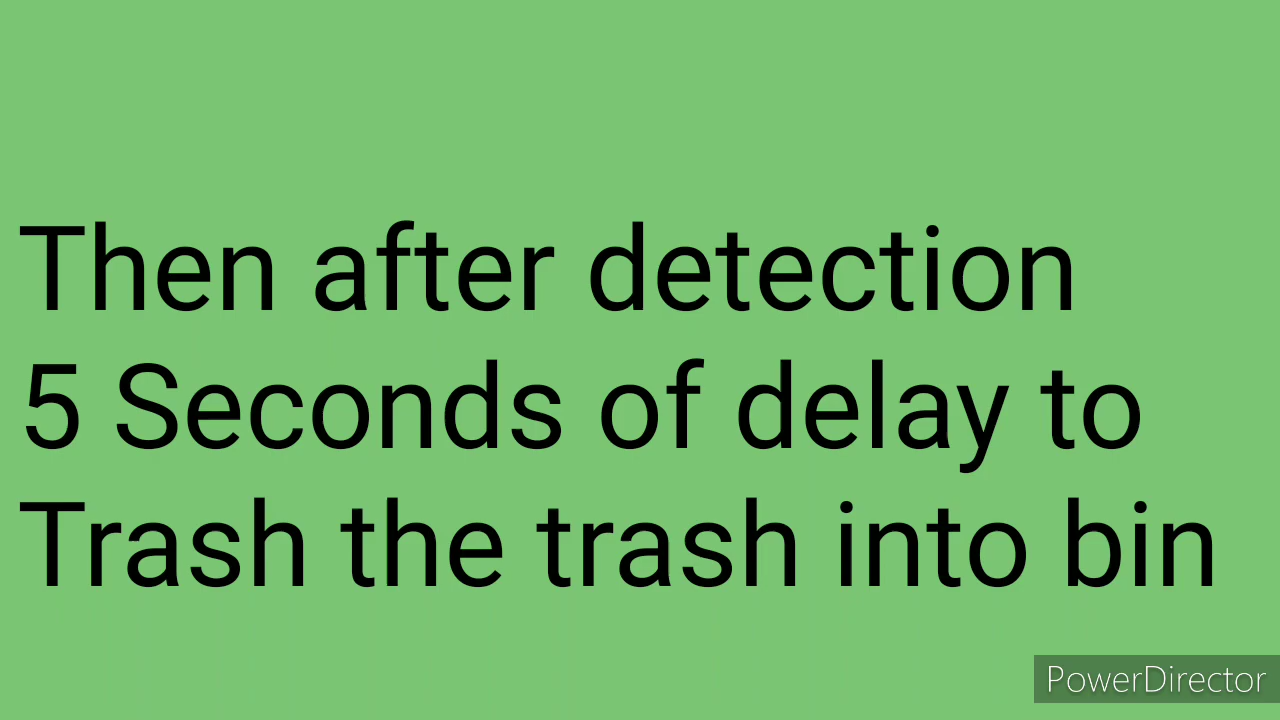 Then after detection
5 Seconds of delay to
Trash the trash into bin
PowerDirector